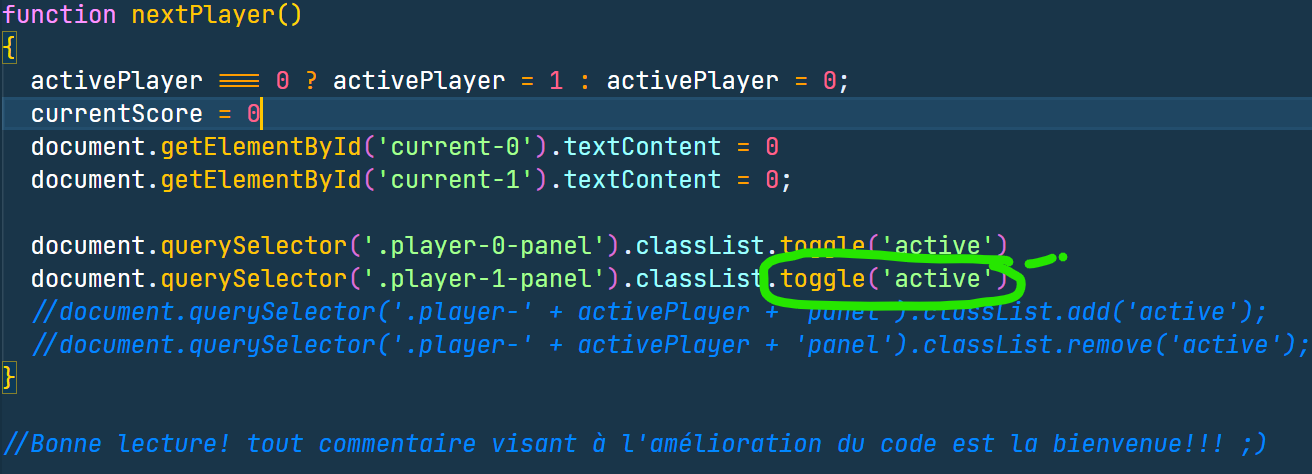 function nextPlayer()
{
activePlayer === 0 ? activePlayer = 1 : activePlayer = 0;
currentScore = 0
document.getElementById('current-0').textContent = 0
document.getElementById('current-1').textContent = 0;
document.querySelector('.player-0-panel').classList.toggle('active')
document.querySelector('.player-1-panel').classList.toggle('active')
//document.querySelector('.player-' + activePlayer + 'panel').classList.add('active');
//document.querySelector('.player-' + activePlayer + 'panel').classList.remove('active');
}
//Bonne lecture! tout commentaire visant à l'amélioration du code est la bienvenue!!! ;)